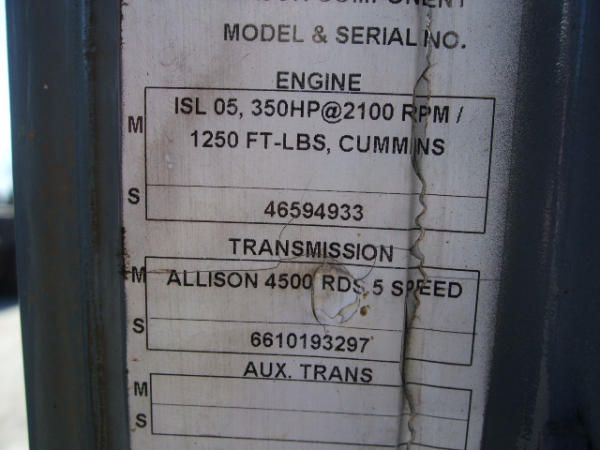 COMPONENT
MODEL & SERIAL NO.
ENGINE
M
ISL 05, 350HP@2100 RPM /
1250 FT-LBS, CUMMINS
S
46594933
TRANSMISSION
M
ALLISON 4500 RDS 5 SPEED
S
6610193297
AUX. TRANS
M
S